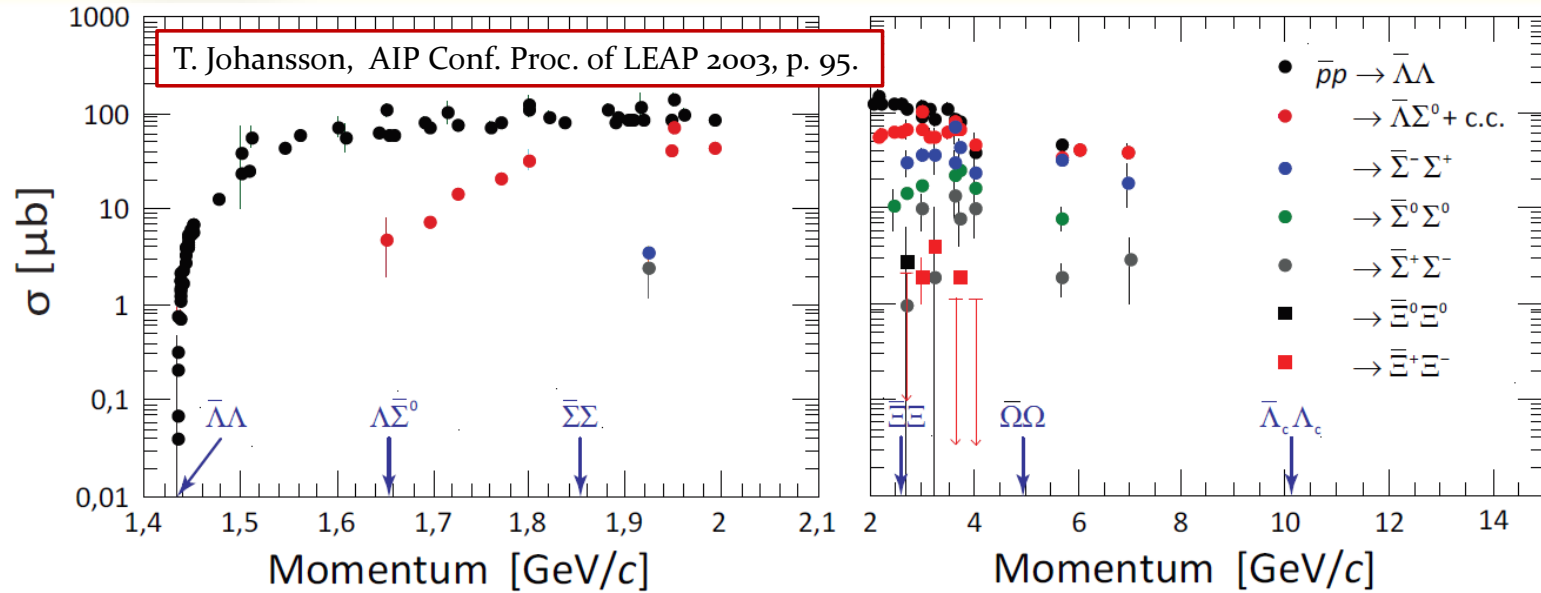 T. Johansson, AIP Conf. Proc. of LEAP 2003, p. 95.
σ [μb]
1000
100
10
1
0,1
0,01
Λ̅Λ
ΛΣ̅⁰
Σ̅Σ
1,4 1,5 1,6 1,7 1,8 1,9 2 2,1
Momentum [GeV/c]
p̅p → Λ̅Λ
→ Λ̅Σ⁰ + c.c.
→ Σ̅⁻Σ⁺
→ Σ̅⁰Σ⁰
→ Σ̅⁺Σ⁻
→ Ξ̅⁰Ξ⁰
→ Ξ̅⁺Ξ⁻
Ξ̅Ξ
Ω̅Ω
Λ̅_c Λ_c
2 4 6 8 10 12 14
Momentum [GeV/c]